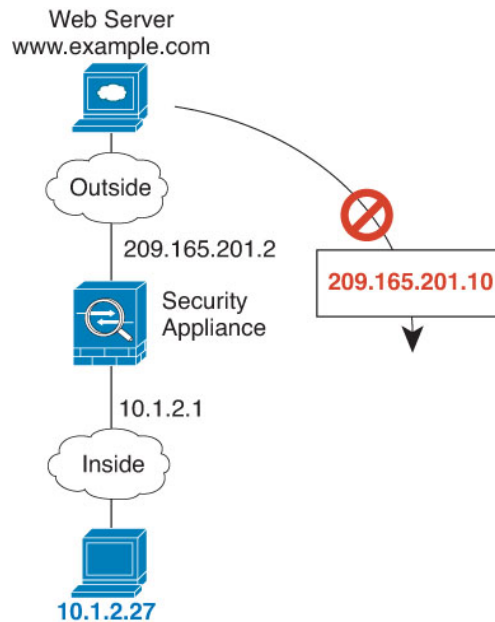 Web Server
www.example.com
Outside
209.165.201.2
209.165.201.10
Security
Appliance
10.1.2.1
Inside
10.1.2.27